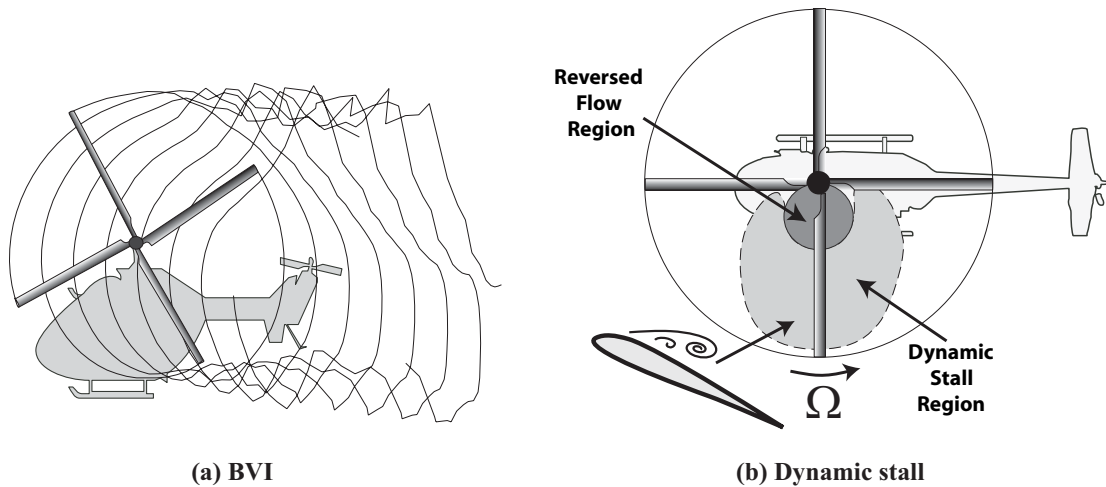 Reversed
Flow
Region
Dynamic
Stall
Region
Ω
(a) BVI
(b) Dynamic stall